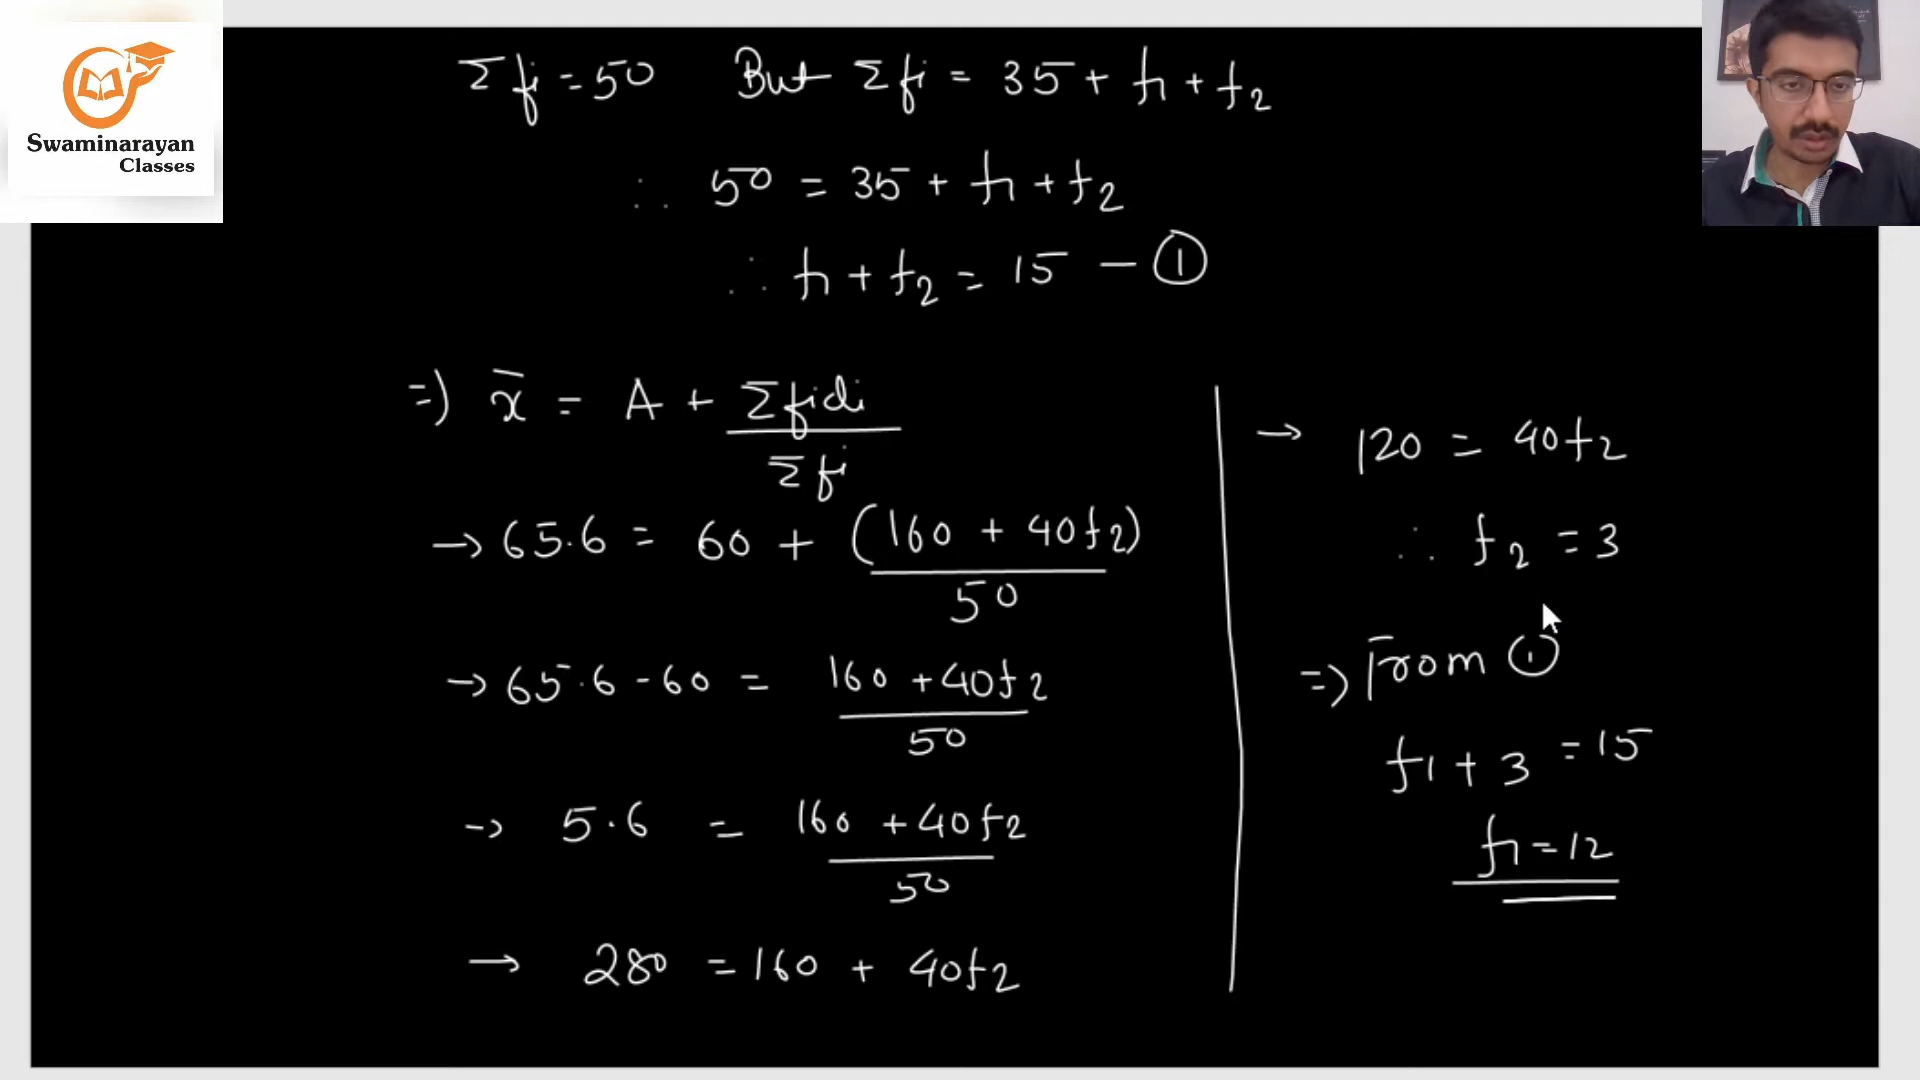 Swaminarayan
Classes
Σfi = 50 But Σfi = 35 + f1 + f2
∴ 50 = 35 + f1 + f2
∴ f1 + f2 = 15 — ①
=) x̄ = A + Σfidi
Σfi
→ 65.6 = 60 + (160 + 40f2)
50
→ 65.6 - 60 = 160 + 40f2
50
→ 5.6 = 160 + 40f2
50
→ 280 = 160 + 40f2
→ 120 = 40f2
∴ f2 = 3
=) From ①
f1 + 3 = 15
f1 = 12